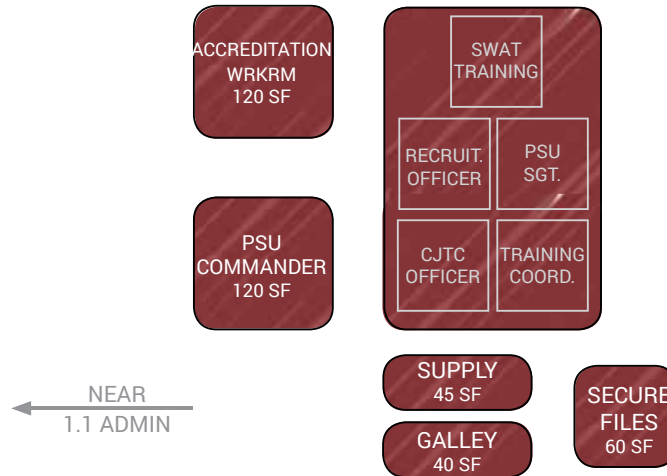 ACCREDITATION
WRKRM
120 SF
SWAT
TRAINING
RECRUIT.
OFFICER
PSU
SGT.
PSU
COMMANDER
120 SF
CJTC
OFFICER
TRAINING
COORD.
SUPPLY
45 SF
NEAR
1.1 ADMIN
SECURE
FILES
60 SF
GALLEY
40 SF